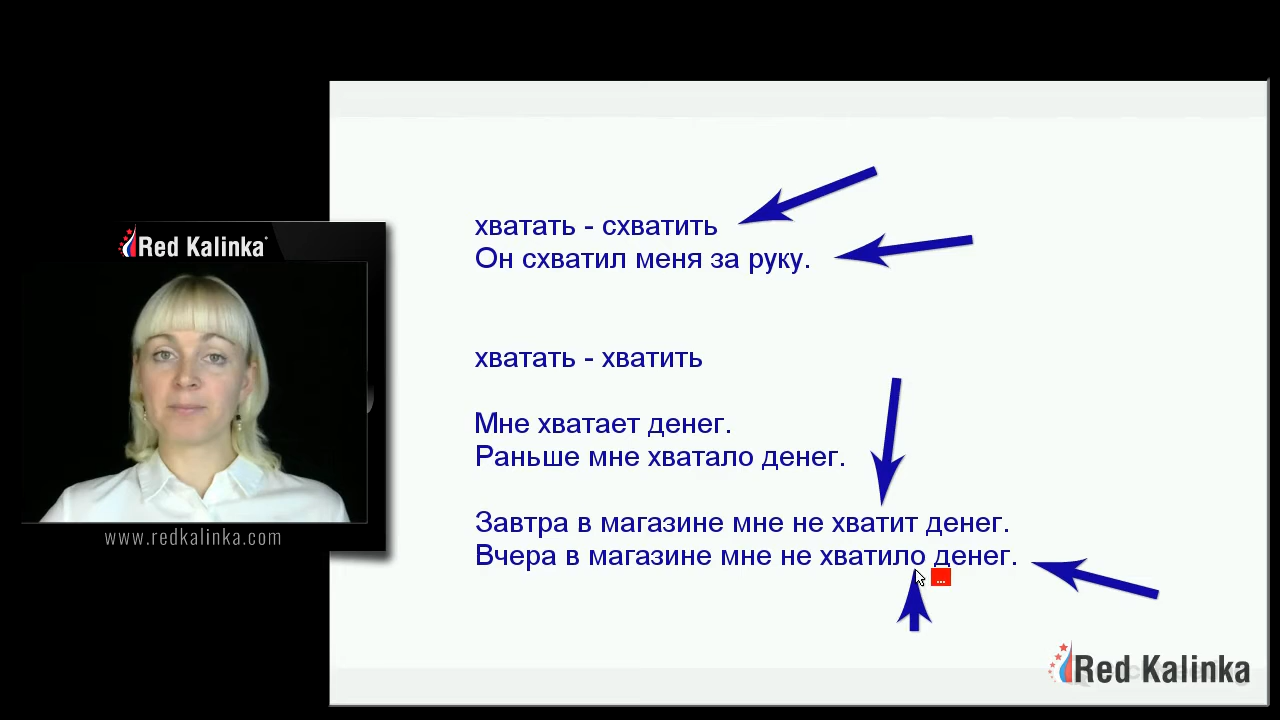 Red Kalinka
www.redkalinka.com
хватать - схватить
Он схватил меня за руку.
хватать - хватить
Мне хватает денег.
Раньше мне хватало денег.
Завтра в магазине мне не хватит денег.
Вчера в магазине мне не хватило денег.
...
Red Kalinka